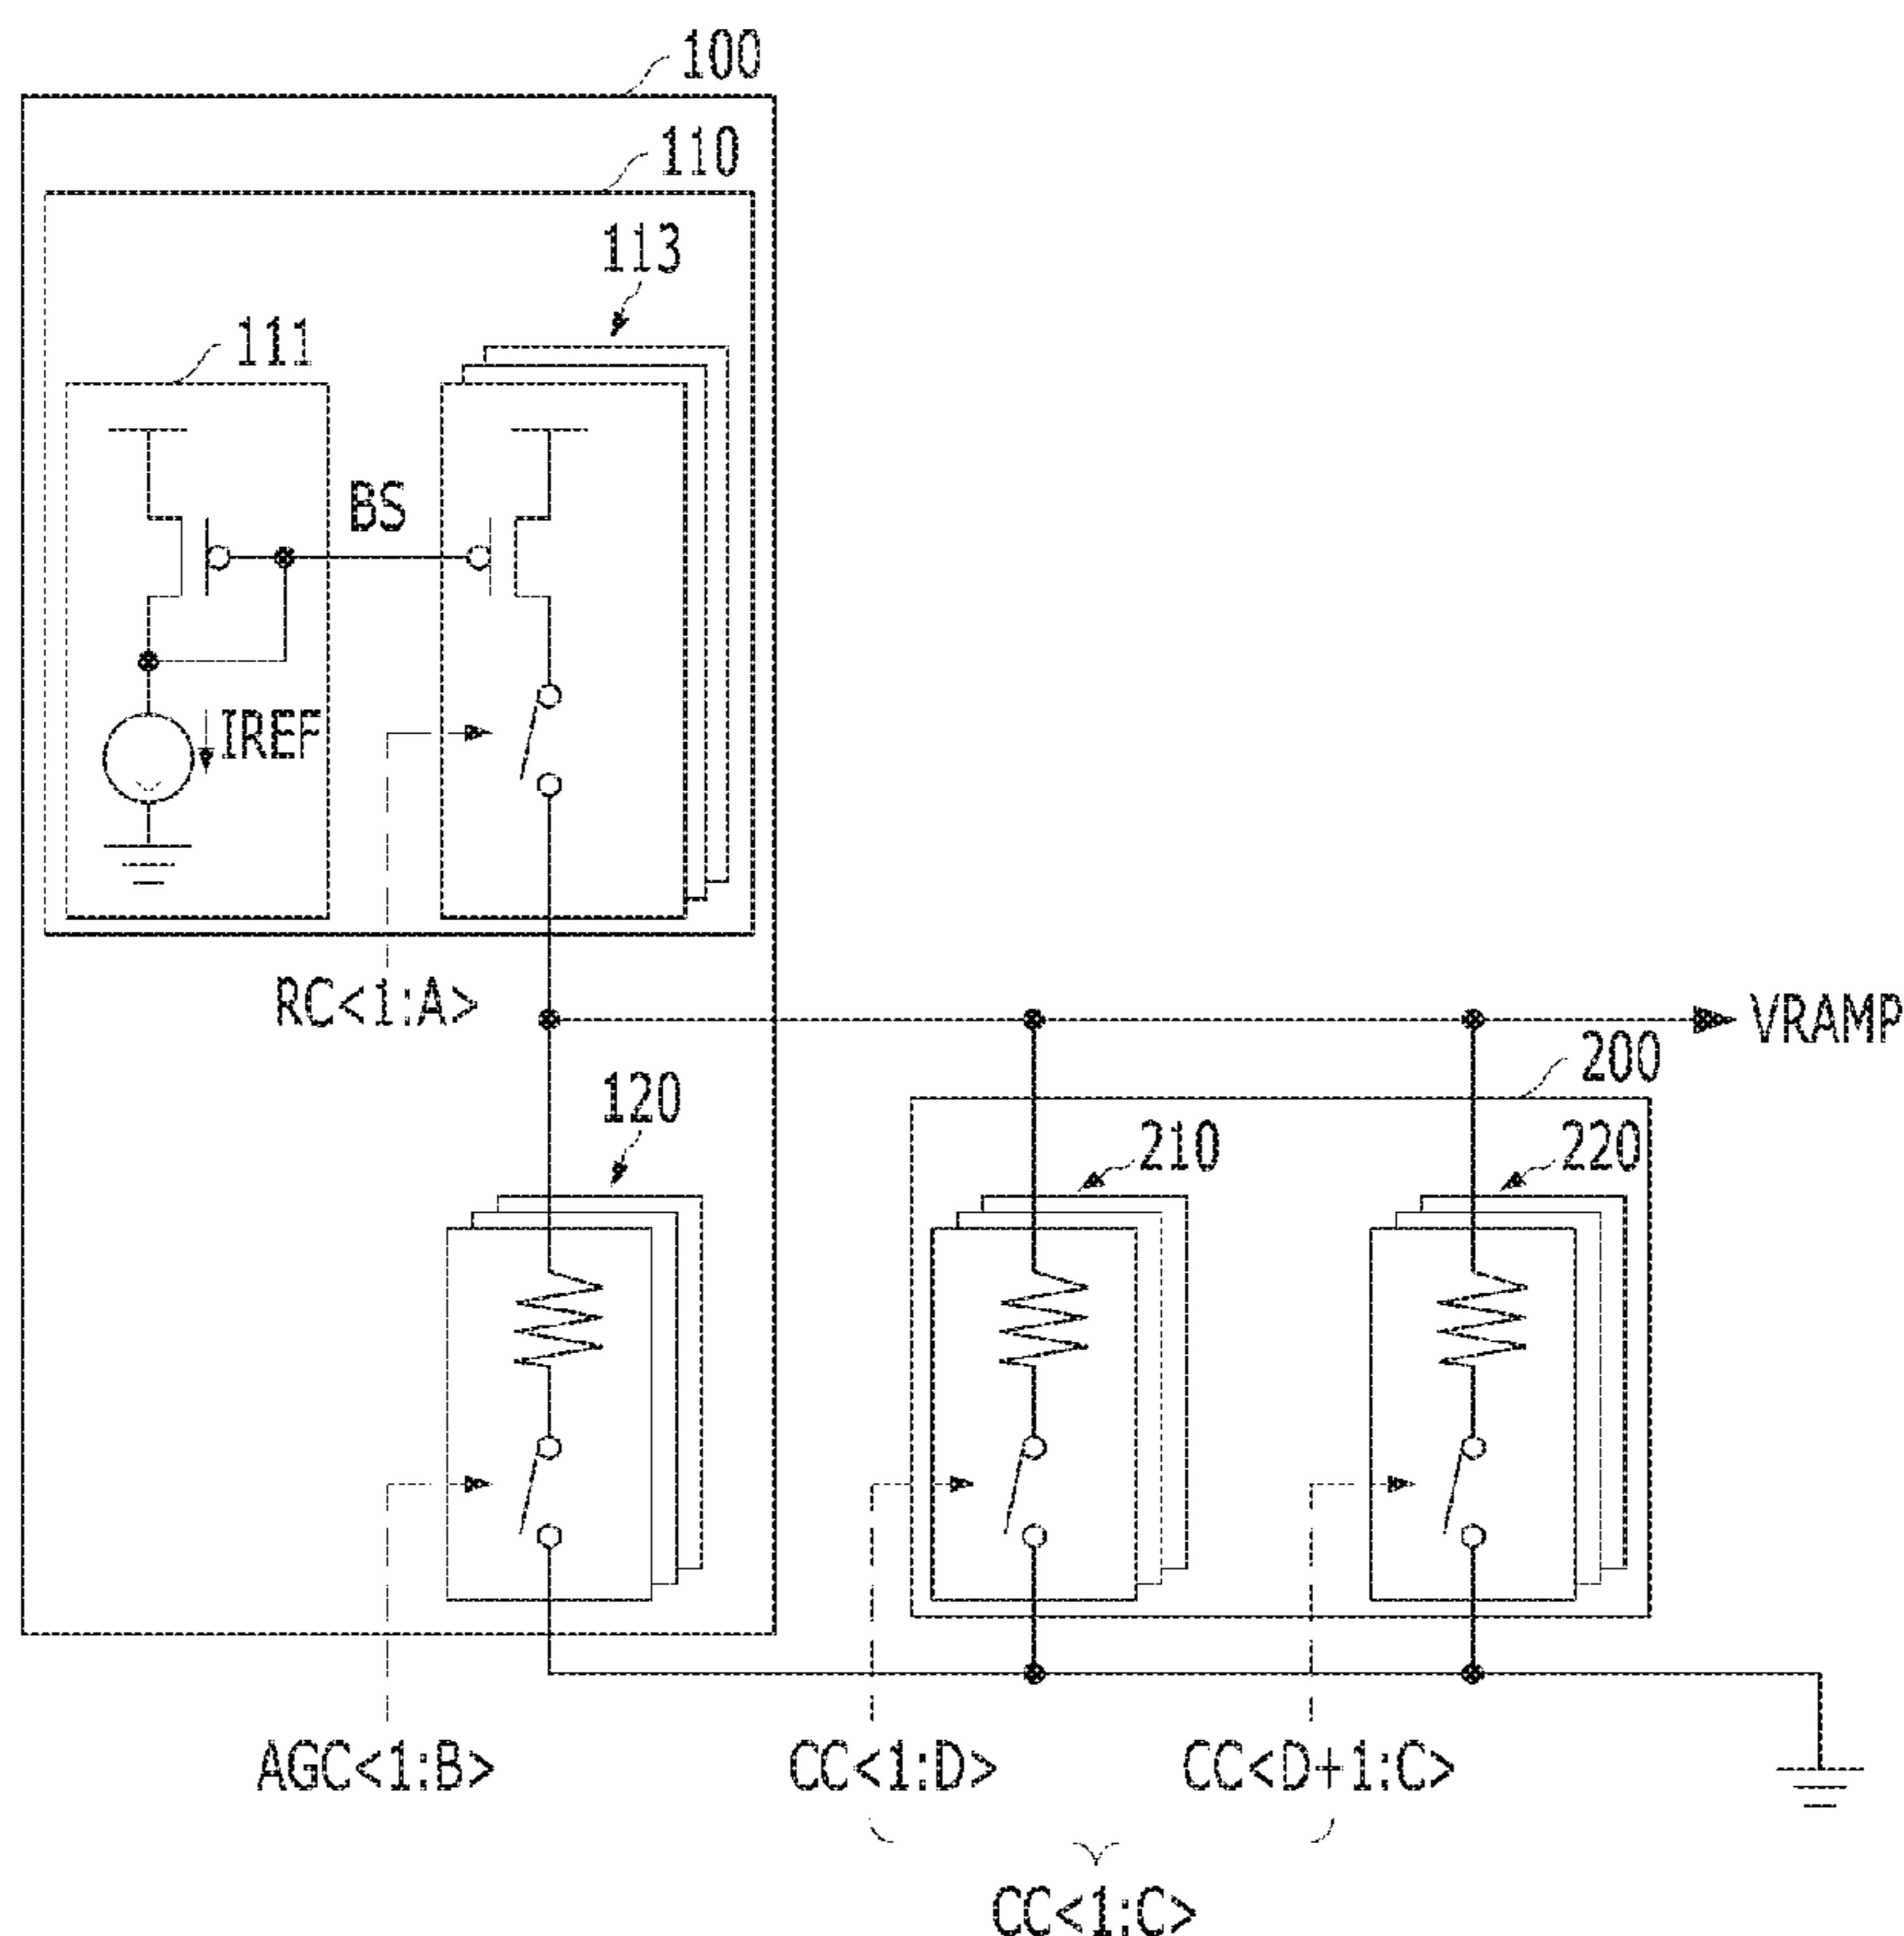 100
110
113
111
BS
IREF
RC<1:A>
VRAMP
200
120
210
220
AGC<1:B>
CC<1:D>
CC<D+1:C>
CC<1:C>